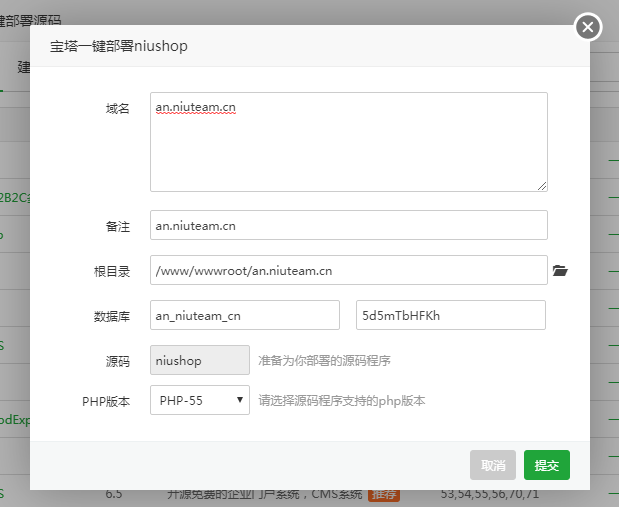 建部署源码
宝塔一键部署niushop
建
域名
an.niuteam.cn
2B2C
备注
an.niuteam.cn
根目录
/www/wwwroot/an.niuteam.cn
数据库
an_niuteam_cn
5d5mTbHFKh
源码
niushop
准备为你部署的源码程序
PHP版本
PHP-55
请选择源码程序支持的php版本
odExp
取消
提交
S
6.5
开源免费的企业门户系统，CMS系统
推荐
53,54,55,56,70,71